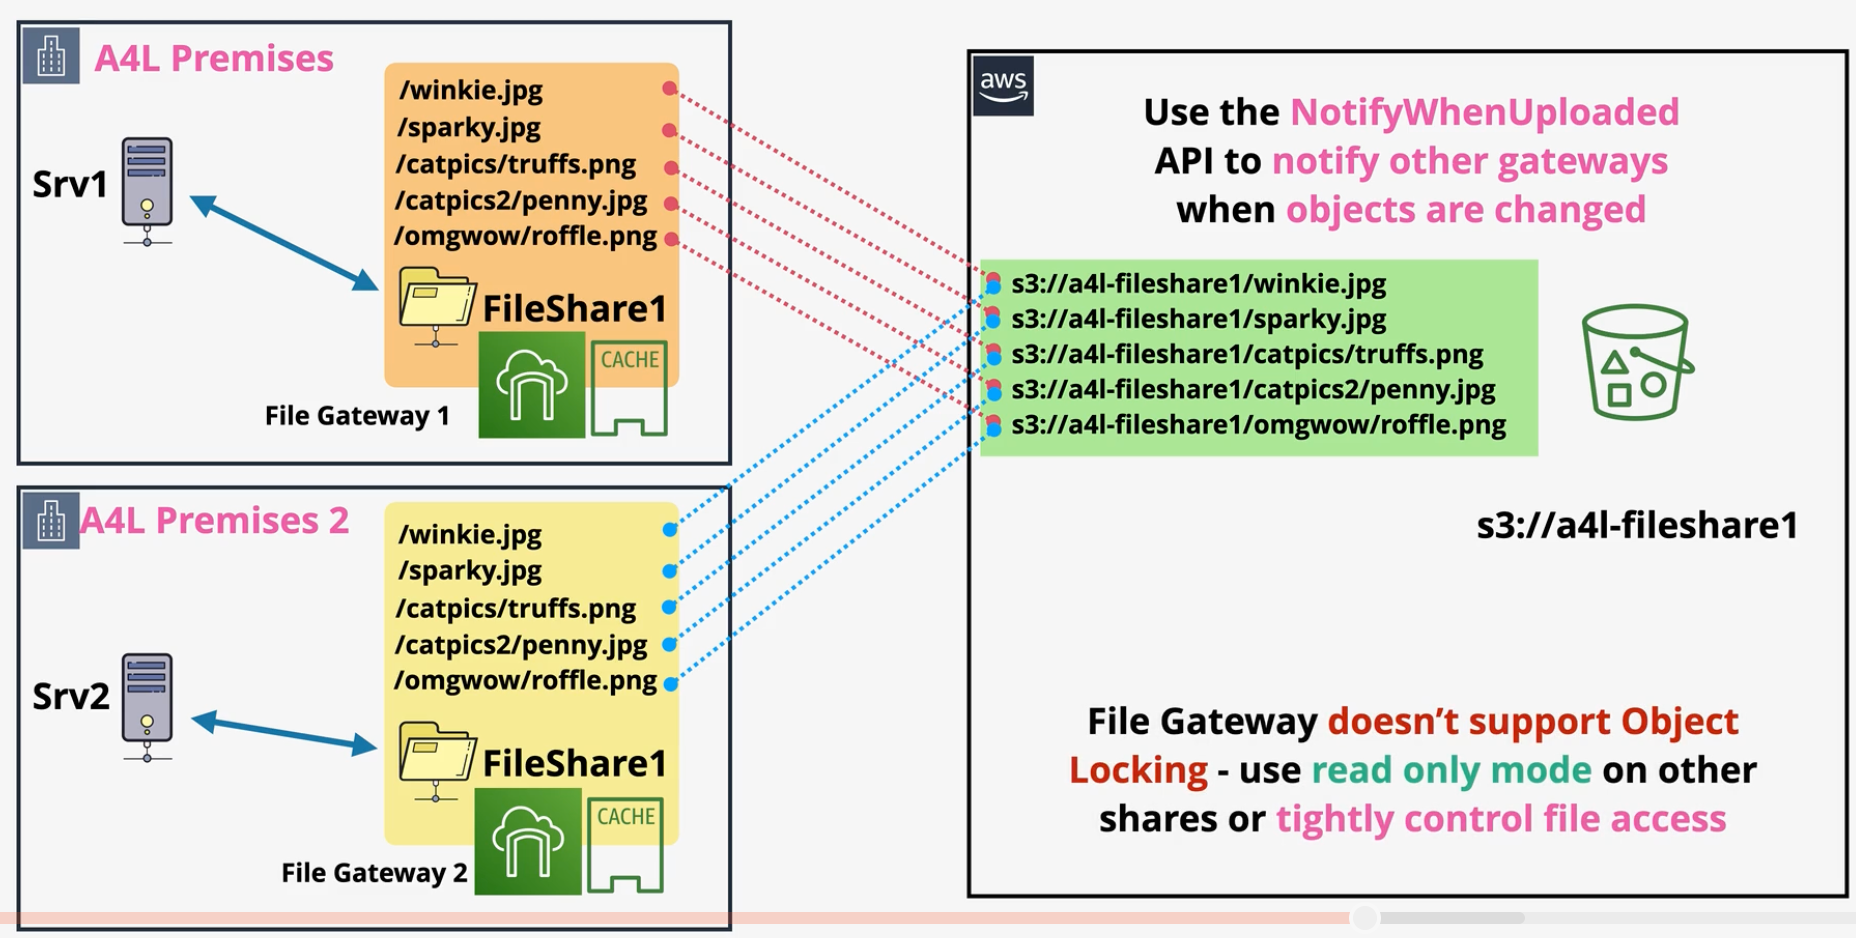 A4L Premises
Srv1
/winkie.jpg
/sparky.jpg
/catpics/truffs.png
/catpics2/penny.jpg
/omgwow/roffle.png
FileShare1
CACHE
File Gateway 1
A4L Premises 2
Srv2
/winkie.jpg
/sparky.jpg
/catpics/truffs.png
/catpics2/penny.jpg
/omgwow/roffle.png
FileShare1
CACHE
File Gateway 2
aws
Use the NotifyWhenUploaded
API to notify other gateways
when objects are changed
s3://a4l-fileshare1/winkie.jpg
s3://a4l-fileshare1/sparky.jpg
s3://a4l-fileshare1/catpics/truffs.png
s3://a4l-fileshare1/catpics2/penny.jpg
s3://a4l-fileshare1/omgwow/roffle.png
s3://a4l-fileshare1
File Gateway doesn’t support Object
Locking - use read only mode on other
shares or tightly control file access